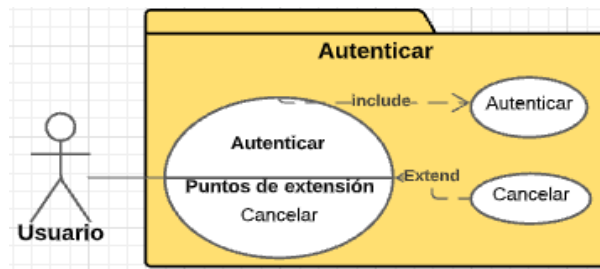 Autenticar
include
Autenticar
Autenticar
Extend
Puntos de extensión
Cancelar
Cancelar
Usuario